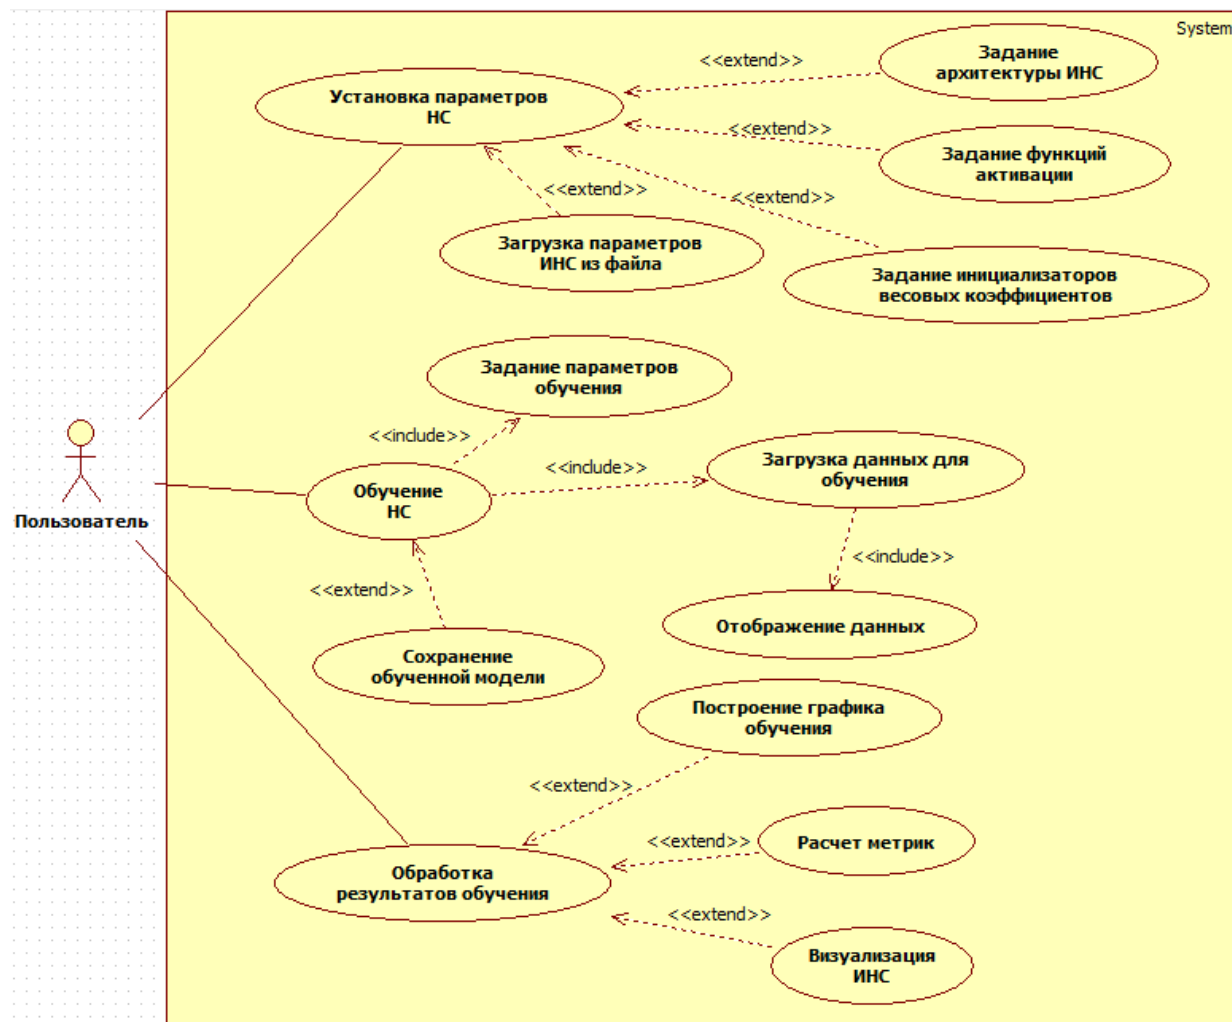 System
Задание
архитектуры ИНС
<<extend>>
Установка параметров
НС
<<extend>>
Задание функций
активации
<<extend>>
<<extend>>
Загрузка параметров
ИНС из файла
Задание инициализаторов
весовых коэффициентов
Задание параметров
обучения
<<include>>
<<include>>
Загрузка данных для
обучения
Обучение
НС
Пользователь
<<include>>
<<extend>>
Отображение данных
Сохранение
обученной модели
Построение графика
обучения
<<extend>>
<<extend>>
Расчет метрик
Обработка
результатов обучения
<<extend>>
Визуализация
ИНС